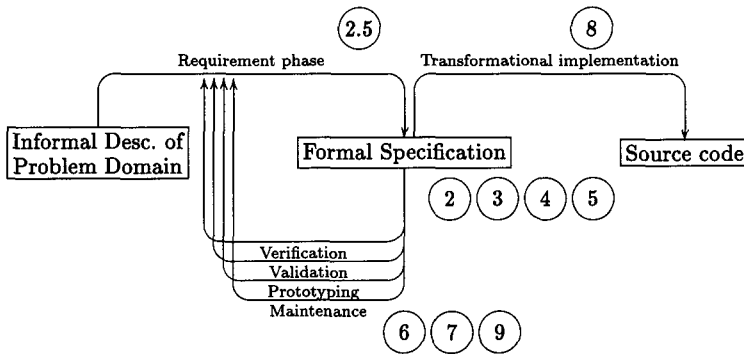 2.5
8
Requirement phase
Transformational implementation
Informal Desc. of
Problem Domain
Formal Specification
Source code
2 3 4 5
Verification
Validation
Prototyping
Maintenance
6 7 9